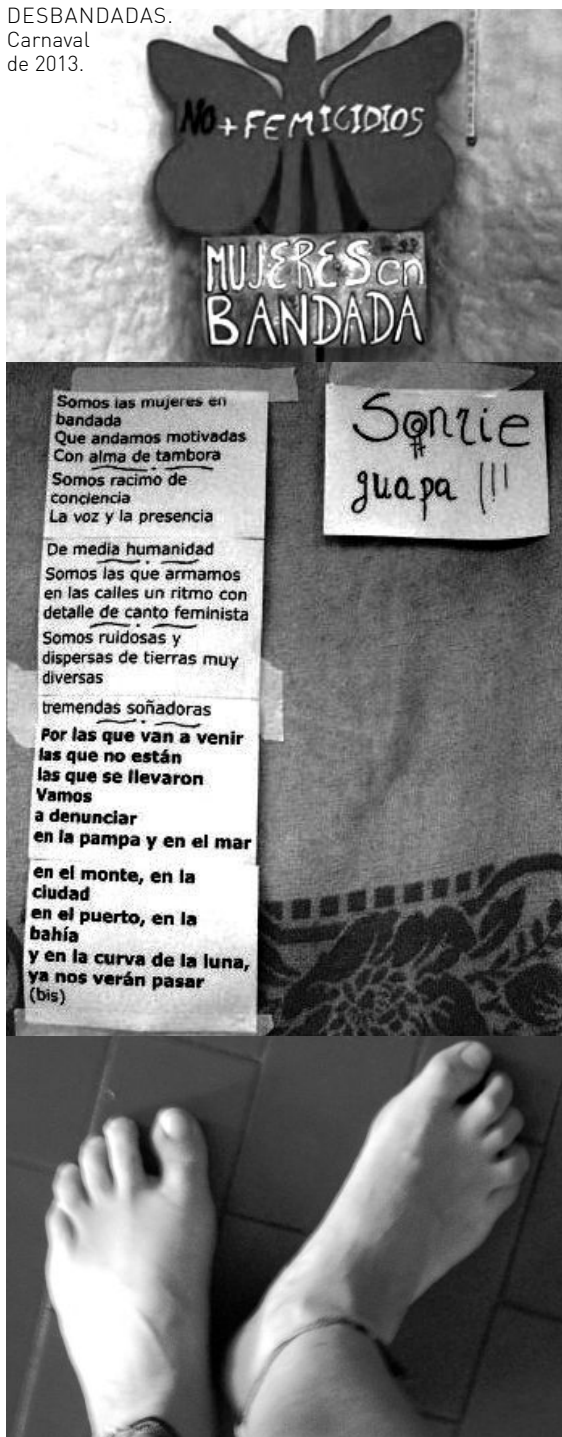 DESBANDADAS.
Carnaval
de 2013.
NO + FEMICIDIOS
MUJERES en
BANDADA
Somos las mujeres en
bandada
Que andamos motivadas
Con alma de tambora
Somos racimo de
conciencia
La voz y la presencia
De media humanidad
Somos las que armamos
en las calles un ritmo con
detalle de canto feminista
Somos ruidosas y
dispersas de tierras muy
diversas
tremendas soñadoras
Por las que van a venir
las que no están
las que se llevaron
Vamos
a denunciar
en la pampa y en el mar
en el monte, en la
ciudad
en el puerto, en la
bahía
y en la curva de la luna,
ya nos verán pasar
(bis)
Sonrie
guapa !!!